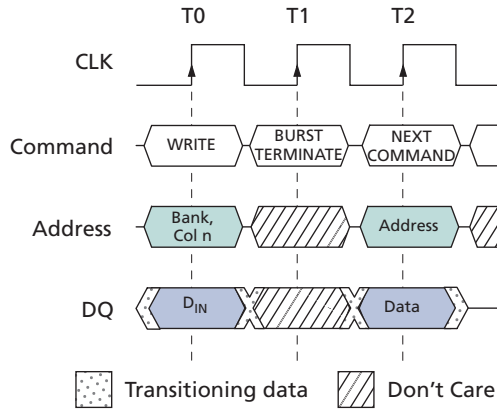 T0 T1 T2
CLK
Command WRITE BURST TERMINATE NEXT COMMAND
Address Bank, Col n Address
DQ DIN Data
Transitioning data Don't Care